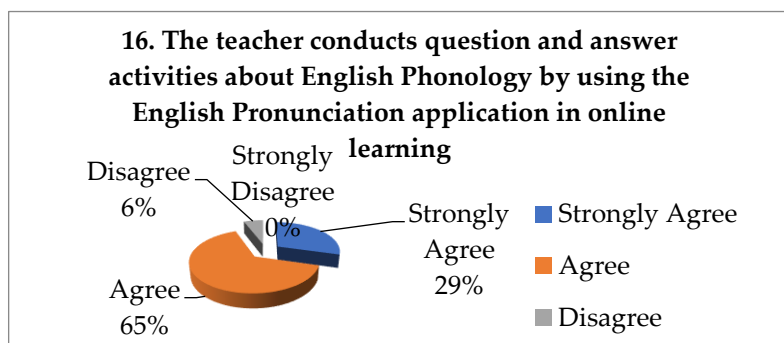 16. The teacher conducts question and answer
activities about English Phonology by using the
English Pronunciation application in online
learning
Strongly
Disagree
0%
Disagree
6%
Strongly
Agree
29%
Agree
65%
Strongly Agree
Agree
Disagree